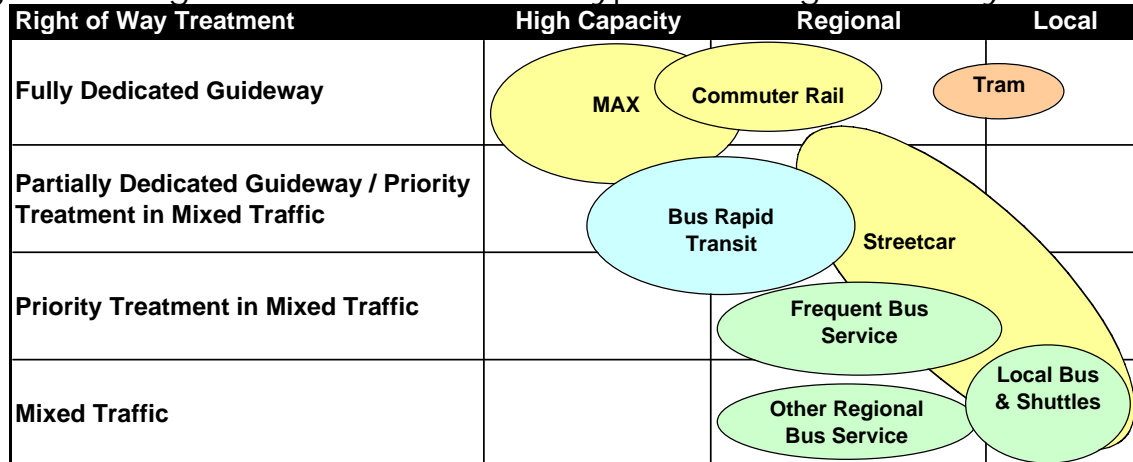 Right of Way Treatment High Capacity Regional Local
Fully Dedicated Guideway
MAX
Commuter Rail
Tram
Partially Dedicated Guideway / Priority
Treatment in Mixed Traffic
Bus Rapid
Transit
Streetcar
Priority Treatment in Mixed Traffic
Frequent Bus
Service
Mixed Traffic
Other Regional
Bus Service
Local Bus
& Shuttles